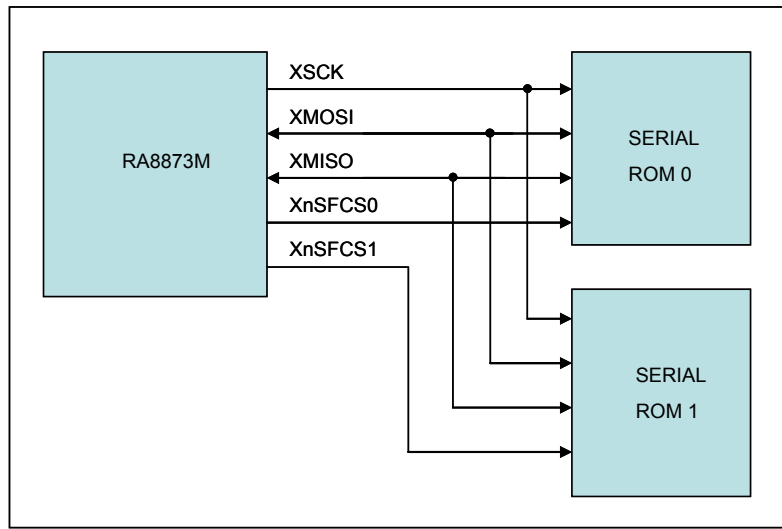 RA8873M
XSCK
XMOSI
XMISO
XnSFCS0
XnSFCS1
SERIAL
ROM 0
SERIAL
ROM 1